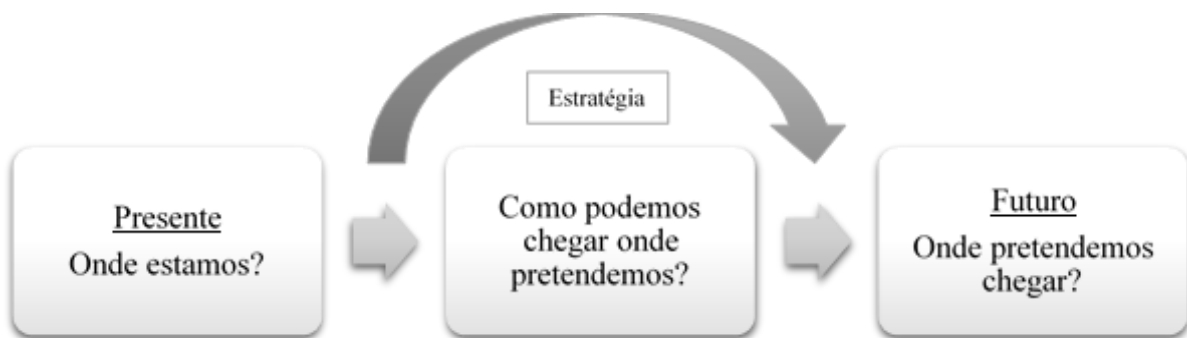 Estratégia
Presente
Onde estamos?
Como podemos
chegar onde
pretendemos?
Futuro
Onde pretendemos
chegar?